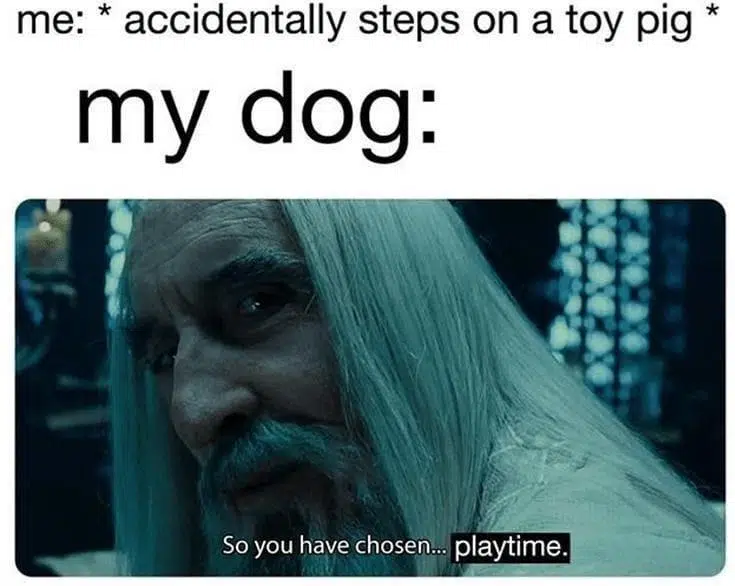 me: * accidentally steps on a toy pig *
my dog:
So you have chosen... playtime.